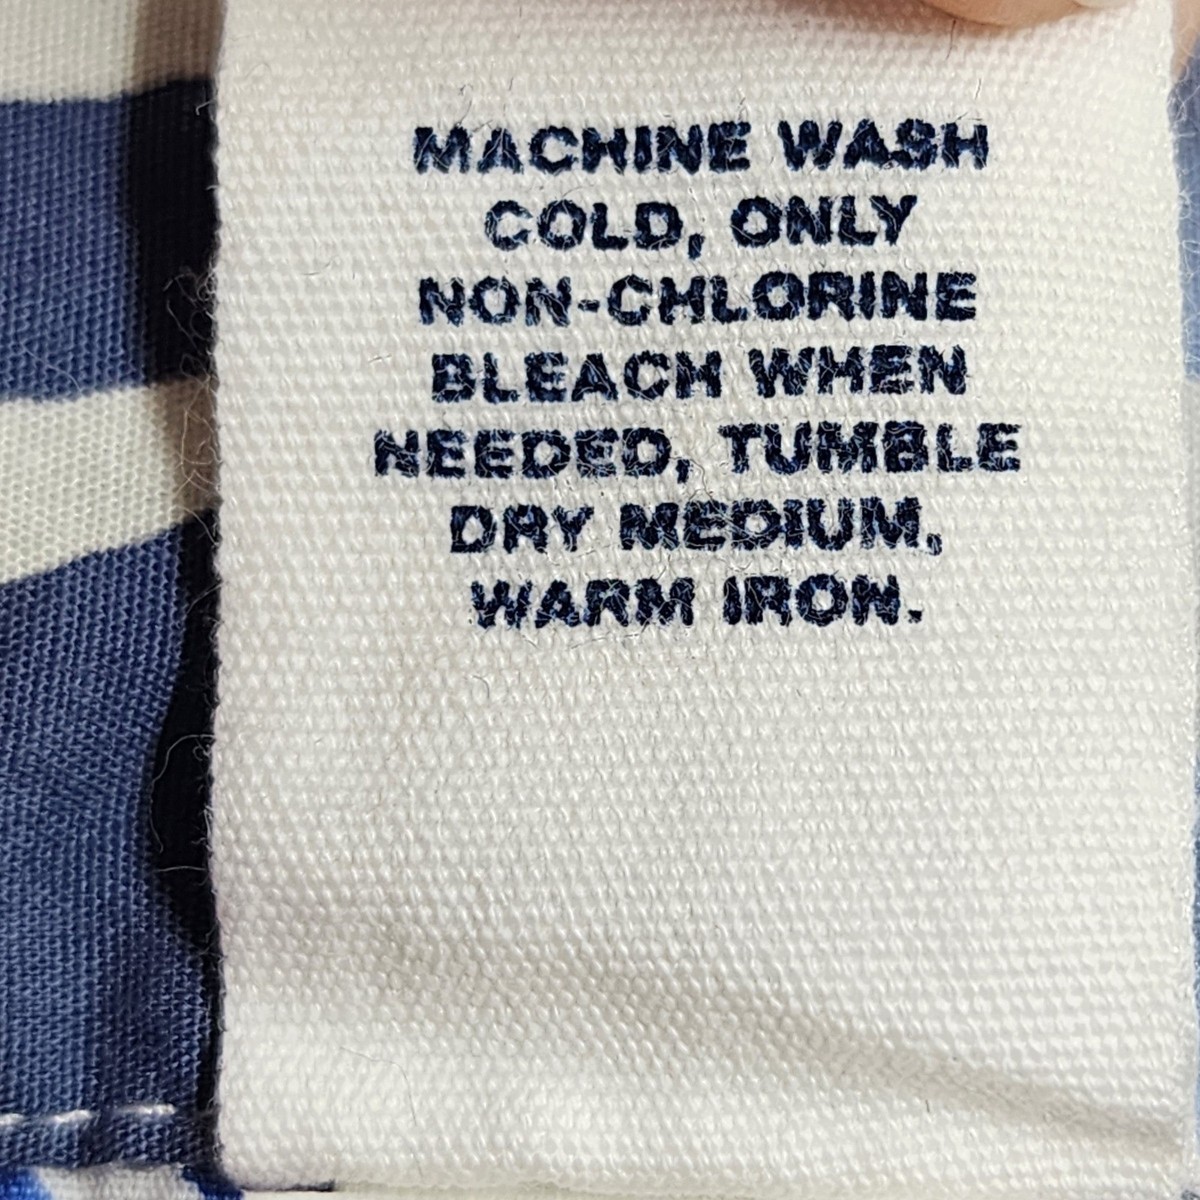 MACHINE WASH
COLD, ONLY
NON-CHLORINE
BLEACH WHEN
NEEDED, TUMBLE
DRY MEDIUM,
WARM IRON.